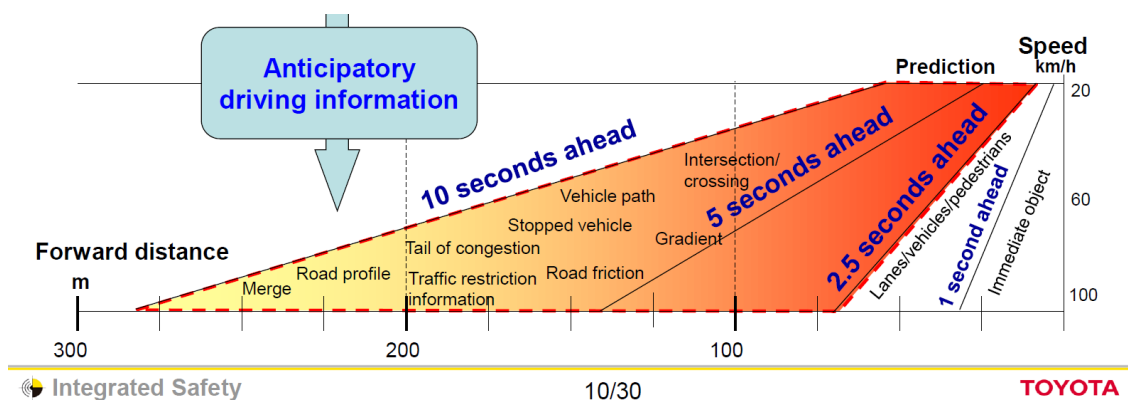 Anticipatory
driving information
Prediction
Speed
km/h
20
60
100
10 seconds ahead
5 seconds ahead
2.5 seconds ahead
1 second ahead
Intersection/
crossing
Vehicle path
Stopped vehicle
Gradient
Tail of congestion
Road profile
Traffic restriction
information
Road friction
Merge
Lanes/vehicles/pedestrians
Immediate object
Forward distance
m
300
200
100
Integrated Safety
10/30
TOYOTA